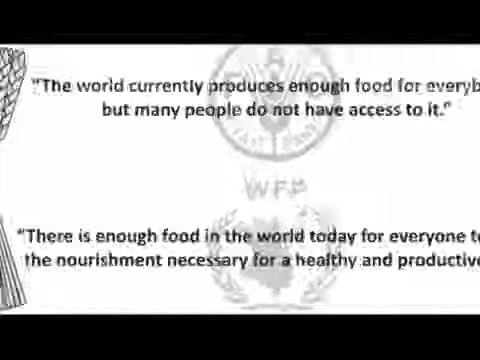 "The world currently produces enough food for everyb
but many people do not have access to it."
WFP
"There is enough food in the world today for everyone t
the nourishment necessary for a healthy and productive